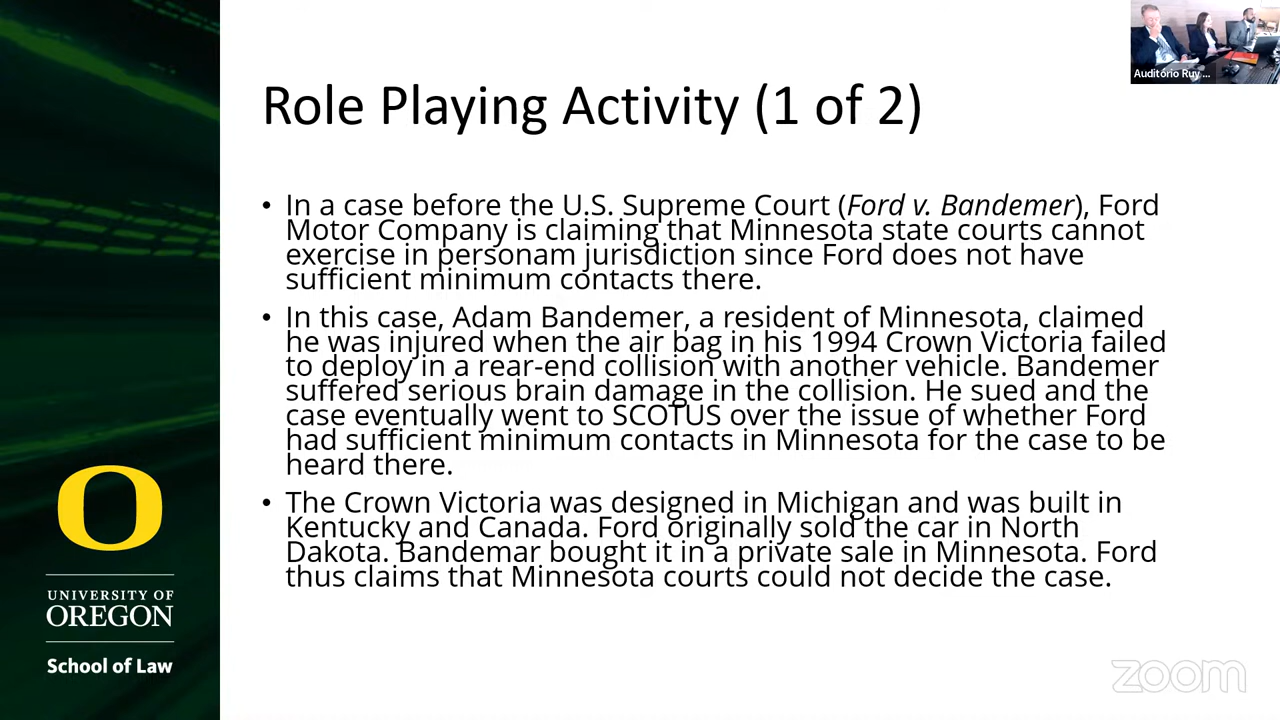 Auditório Ruy ...
Role Playing Activity (1 of 2)
• In a case before the U.S. Supreme Court (Ford v. Bandemer), Ford
Motor Company is claiming that Minnesota state courts cannot
exercise in personam jurisdiction since Ford does not have
sufficient minimum contacts there.
• In this case, Adam Bandemer, a resident of Minnesota, claimed
he was injured when the air bag in his 1994 Crown Victoria failed
to deploy in a rear-end collision with another vehicle. Bandemer
suffered serious brain damage in the collision. He sued and the
case eventually went to SCOTUS over the issue of whether Ford
had sufficient minimum contacts in Minnesota for the case to be
heard there.
• The Crown Victoria was designed in Michigan and was built in
Kentucky and Canada. Ford originally sold the car in North
Dakota. Bandemar bought it in a private sale in Minnesota. Ford
thus claims that Minnesota courts could not decide the case.
O
UNIVERSITY OF
OREGON
School of Law
zoom